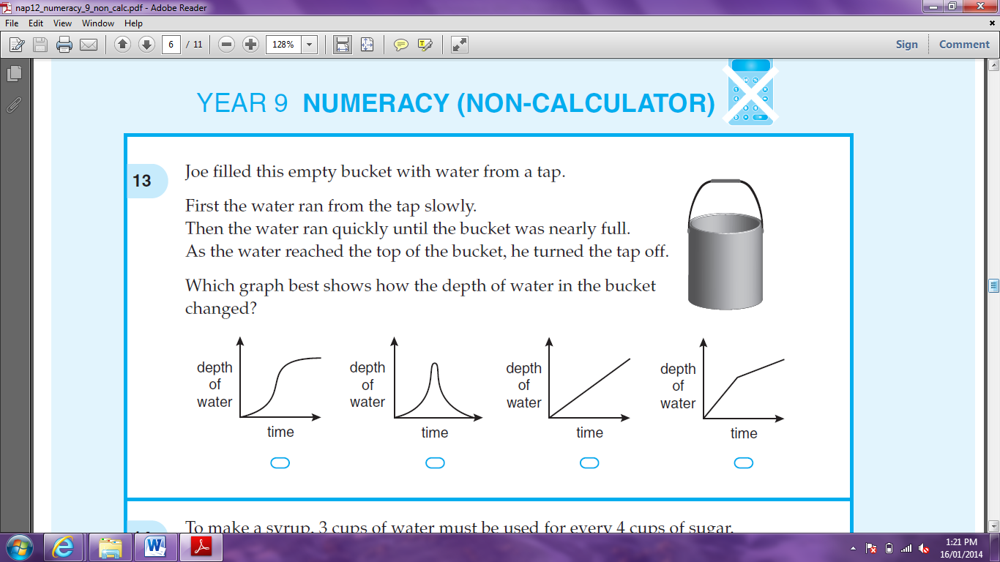 nap12_numeracy_9_non_calc.pdf - Adobe Reader
File Edit View Window Help
6 / 11 128% Sign Comment
YEAR 9 NUMERACY (NON-CALCULATOR)
13
Joe filled this empty bucket with water from a tap.
First the water ran from the tap slowly.
Then the water ran quickly until the bucket was nearly full.
As the water reached the top of the bucket, he turned the tap off.
Which graph best shows how the depth of water in the bucket
changed?
depth
of
water
time
depth
of
water
time
depth
of
water
time
depth
of
water
time
To make a syrup, 3 cups of water must be used for every 4 cups of sugar.
1:21 PM
16/01/2014